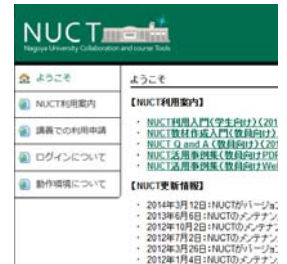 NUCT
Nagoya University Collaboration and course Tools
ようこそ
NUCT利用案内
講義での利用申請
ログインについて
動作環境について
ようこそ
【NUCT利用案内】
・ NUCT利用入門(学生向け)(201
・ NUCT教材作成入門(教員向け)
・ NUCT Q and A (教員向け)(201
・ NUCT活用事例集(教員向けPDF
・ NUCT活用事例集(教員向けWeb
【NUCT更新情報】
・ 2014年3月12日:NUCTがバージョン
・ 2013年6月6日:NUCTのメンテナン
・ 2012年10月2日:NUCTのメンテナ
・ 2012年7月2日:NUCTのメンテナン
・ 2012年3月26日:NUCTがバージョ
・ 2012年1月4日:NUCTのメンテナン